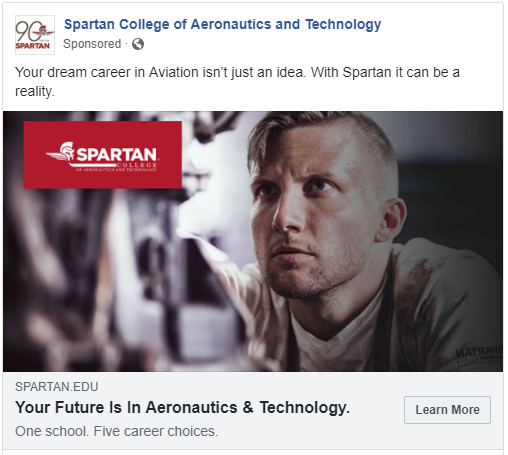 90
SPARTAN
Spartan College of Aeronautics and Technology
Sponsored ·
Your dream career in Aviation isn't just an idea. With Spartan it can be a
reality.
SPARTAN
COLLEGE
OF AERONAUTICS AND TECHNOLOGY
SPARTAN.EDU
Your Future Is In Aeronautics & Technology.
Learn More
One school. Five career choices.